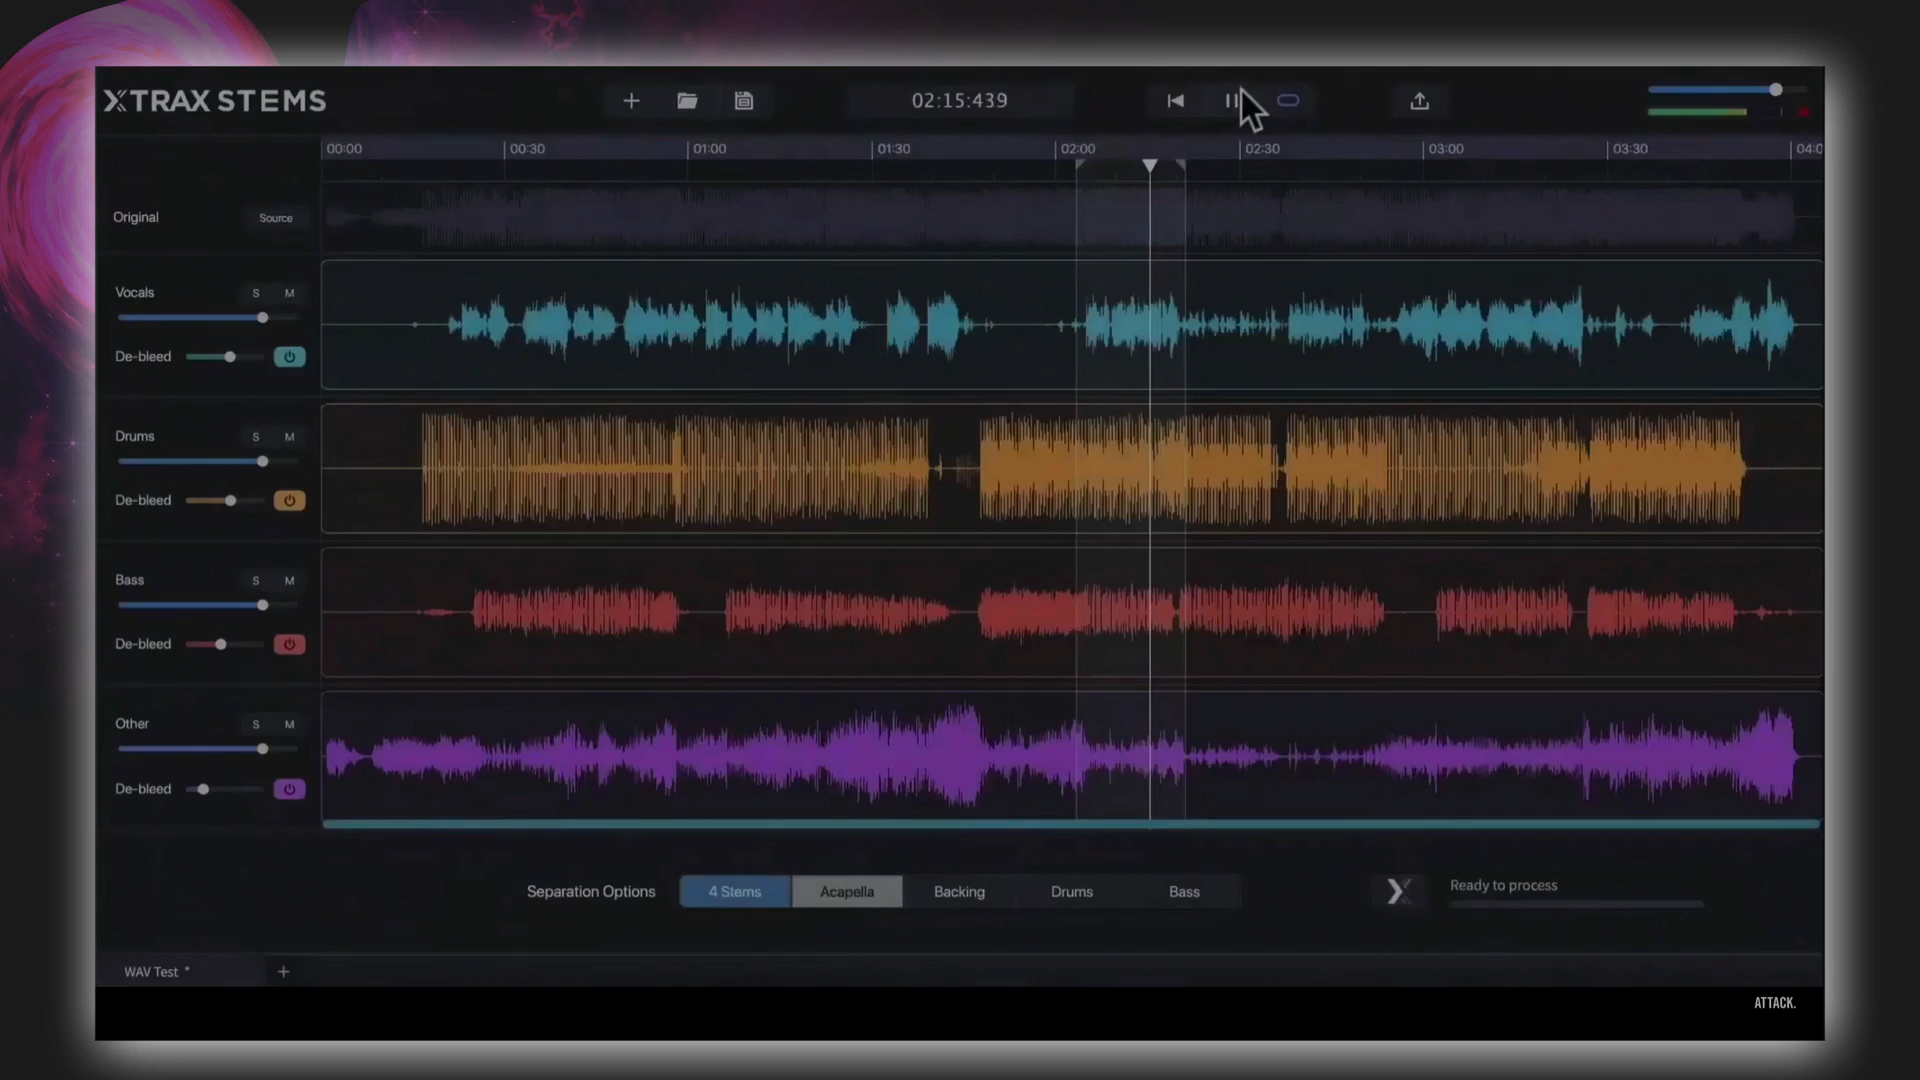 XTRAX STEMS
02:15:439
00:00 00:30 01:00 01:30 02:00 02:30 03:00 03:30 04:0
Original Source
Vocals S M
De-bleed
Drums S M
De-bleed
Bass S M
De-bleed
Other S M
De-bleed
Separation Options 4 Stems Acapella Backing Drums Bass
Ready to process
WAV Test *
ATTACK.